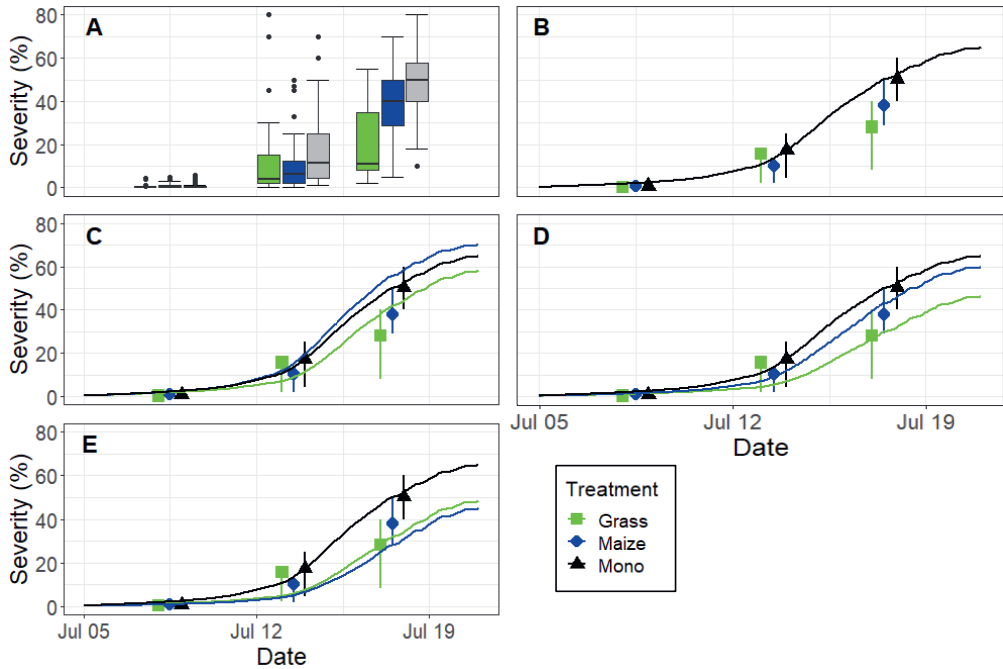 A
B
Severity (%)
80
60
40
20
0
C
D
Severity (%)
80
60
40
20
0
Jul 05
Jul 12
Jul 19
Date
E
Severity (%)
80
60
40
20
0
Jul 05
Jul 12
Jul 19
Date
Treatment
Grass
Maize
Mono